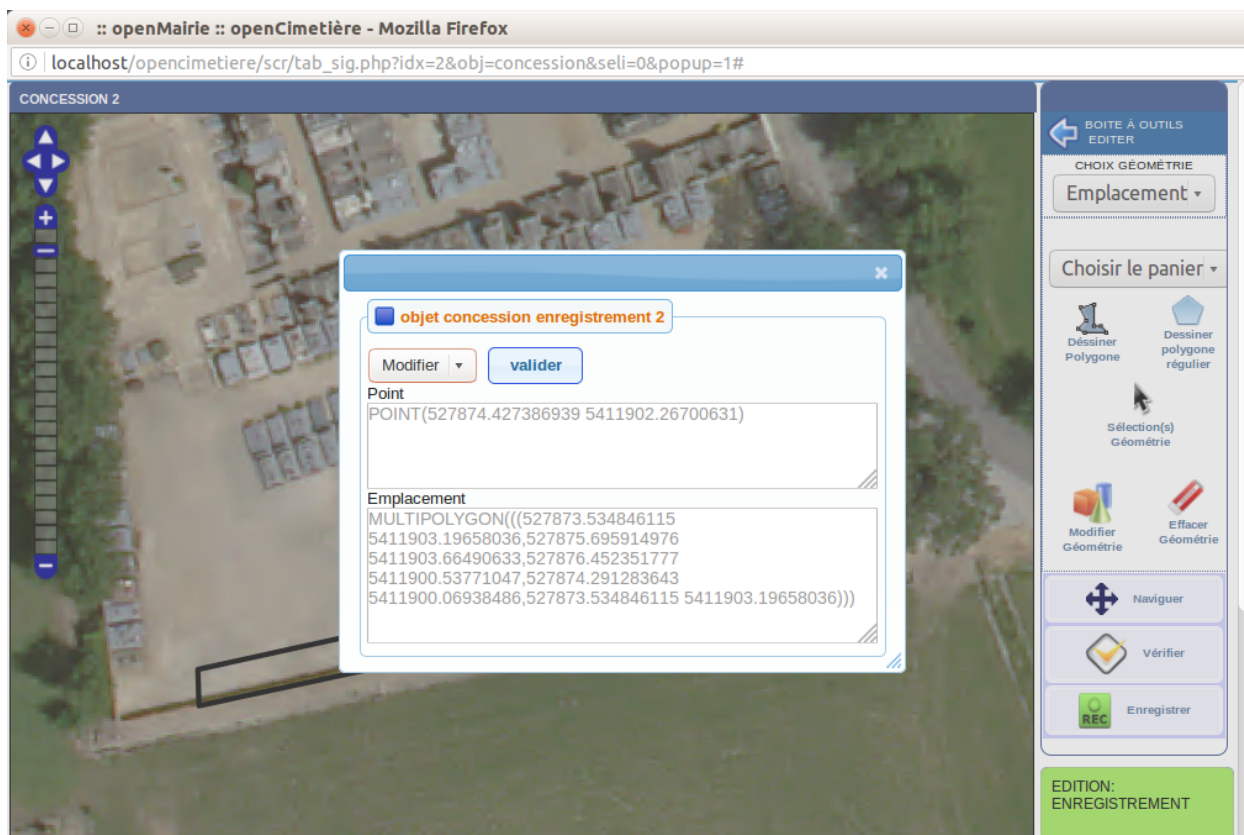 :: openMairie :: openCimetière - Mozilla Firefox
localhost/opencimetiere/scr/tab_sig.php?idx=2&obj=concession&seli=0&popup=1#
CONCESSION 2
objet concession enregistrement 2
Modifier
valider
Point
POINT(527874.427386939 5411902.26700631)
Emplacement
MULTIPOLYGON(((527873.534846115
5411903.19658036,527875.695914976
5411903.66490633,527876.452351777
5411900.53771047,527874.291283643
5411900.06938486,527873.534846115 5411903.19658036)))
BOITE À OUTILS
EDITER
CHOIX GÉOMÉTRIE
Emplacement
Choisir le panier
Déssiner
Polygone
Dessiner
polygone
régulier
Sélection(s)
Géométrie
Modifier
Géométrie
Effacer
Géométrie
Naviguer
Vérifier
REC
Enregistrer
EDITION:
ENREGISTREMENT